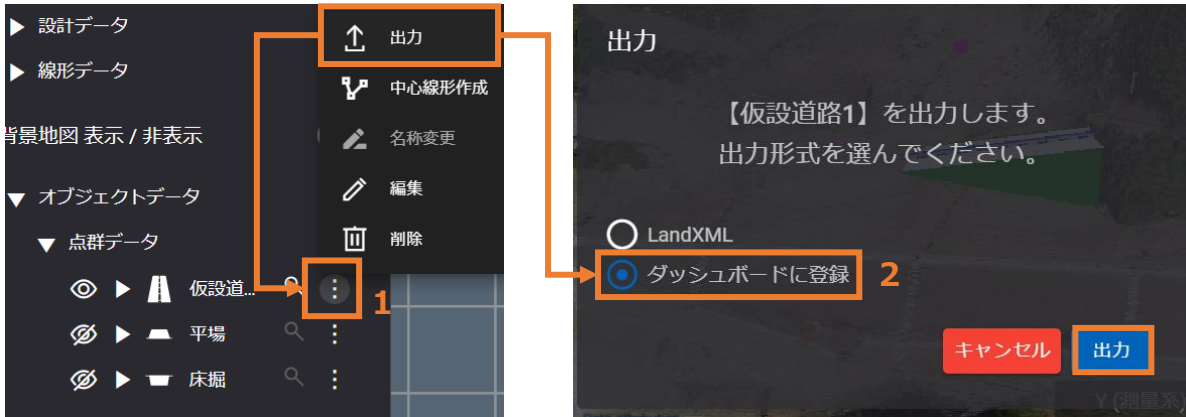 設計データ
線形データ
背景地図 表示 / 非表示
オブジェクトデータ
点群データ
仮設道...
平場
床掘
出力
中心線形作成
名称変更
編集
削除
1
出力
【仮設道路1】を出力します。
出力形式を選んでください。
LandXML
ダッシュボードに登録
2
キャンセル
出力
Y (測量系)